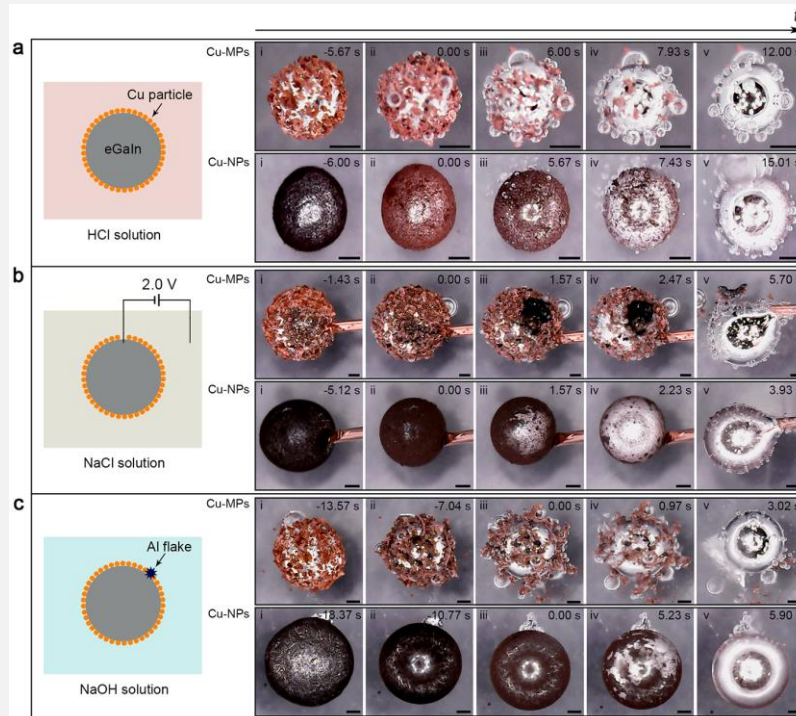 t
a
Cu particle
eGaIn
HCl solution
Cu-MPs
i -5.67 s
ii 0.00 s
iii 6.00 s
iv 7.93 s
v 12.00 s
Cu-NPs
i -6.00 s
ii 0.00 s
iii 5.67 s
iv 7.43 s
v 15.01 s
b
2.0 V
NaCl solution
Cu-MPs
i -1.43 s
ii 0.00 s
iii 1.57 s
iv 2.47 s
v 5.70
Cu-NPs
i -5.12 s
ii 0.00 s
iii 1.57 s
iv 2.23 s
v 3.93 s
c
Al flake
NaOH solution
Cu-MPs
i -13.57 s
ii -7.04 s
iii 0.00 s
iv 0.97 s
v 3.02 s
Cu-NPs
i -18.37 s
ii -10.77 s
iii 0.00 s
iv 5.23 s
v 5.90 s